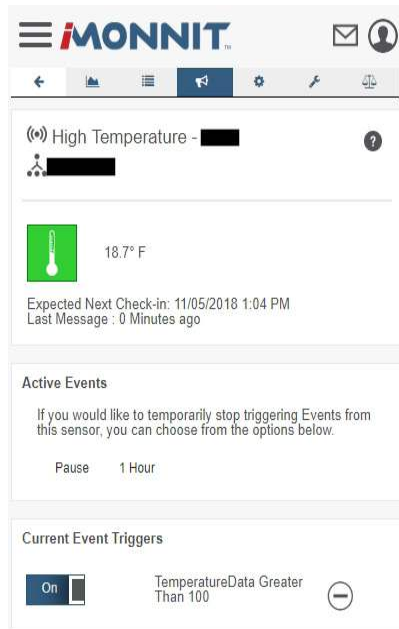 iMONNIT™
High Temperature -
?
18.7° F
Expected Next Check-in: 11/05/2018 1:04 PM
Last Message : 0 Minutes ago
Active Events
If you would like to temporarily stop triggering Events from
this sensor, you can choose from the options below.
Pause 1 Hour
Current Event Triggers
On
TemperatureData Greater
Than 100